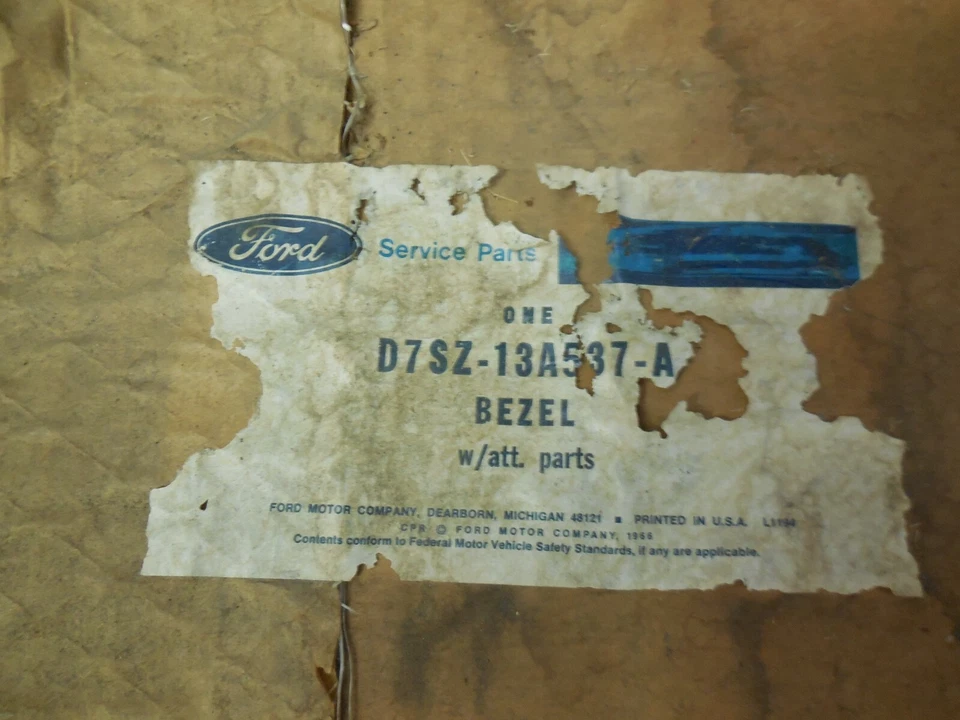 Ford Service Parts
ONE
D7SZ-13A537-A
BEZEL
w/att. parts
FORD MOTOR COMPANY, DEARBORN, MICHIGAN 48121 ■ PRINTED IN U.S.A. L1194
CPR © FORD MOTOR COMPANY, 1966
Contents conform to Federal Motor Vehicle Safety Standards, if any are applicable.